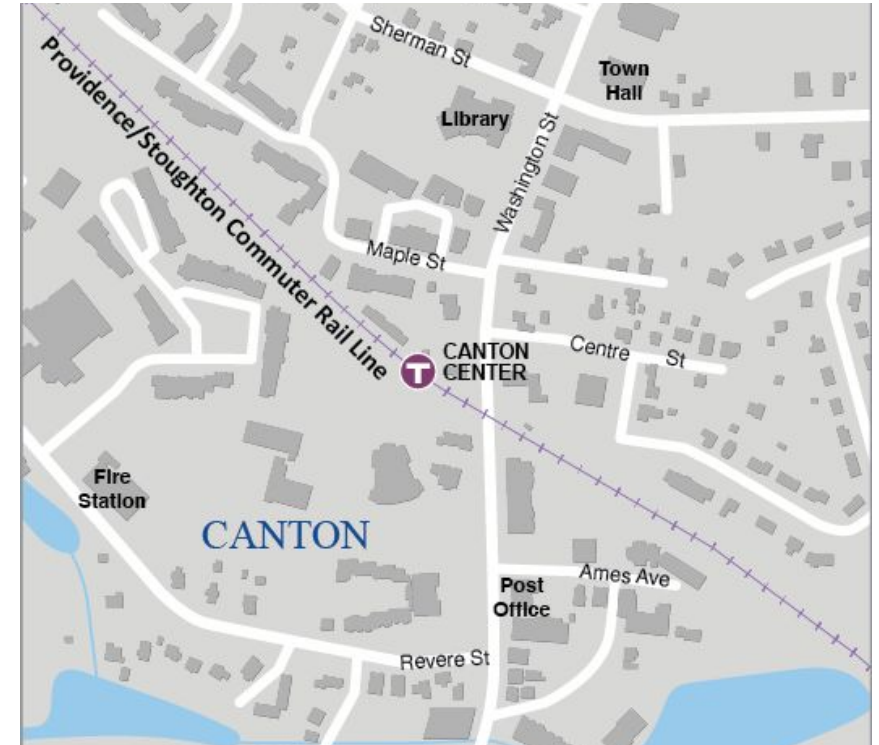 Sherman St
Town
Hall
Library
Washington St
Providence/Stoughton Commuter Rail Line
Maple St
Centre St
T
CANTON
CENTER
Fire
Station
CANTON
Ames Ave
Post
Office
Revere St